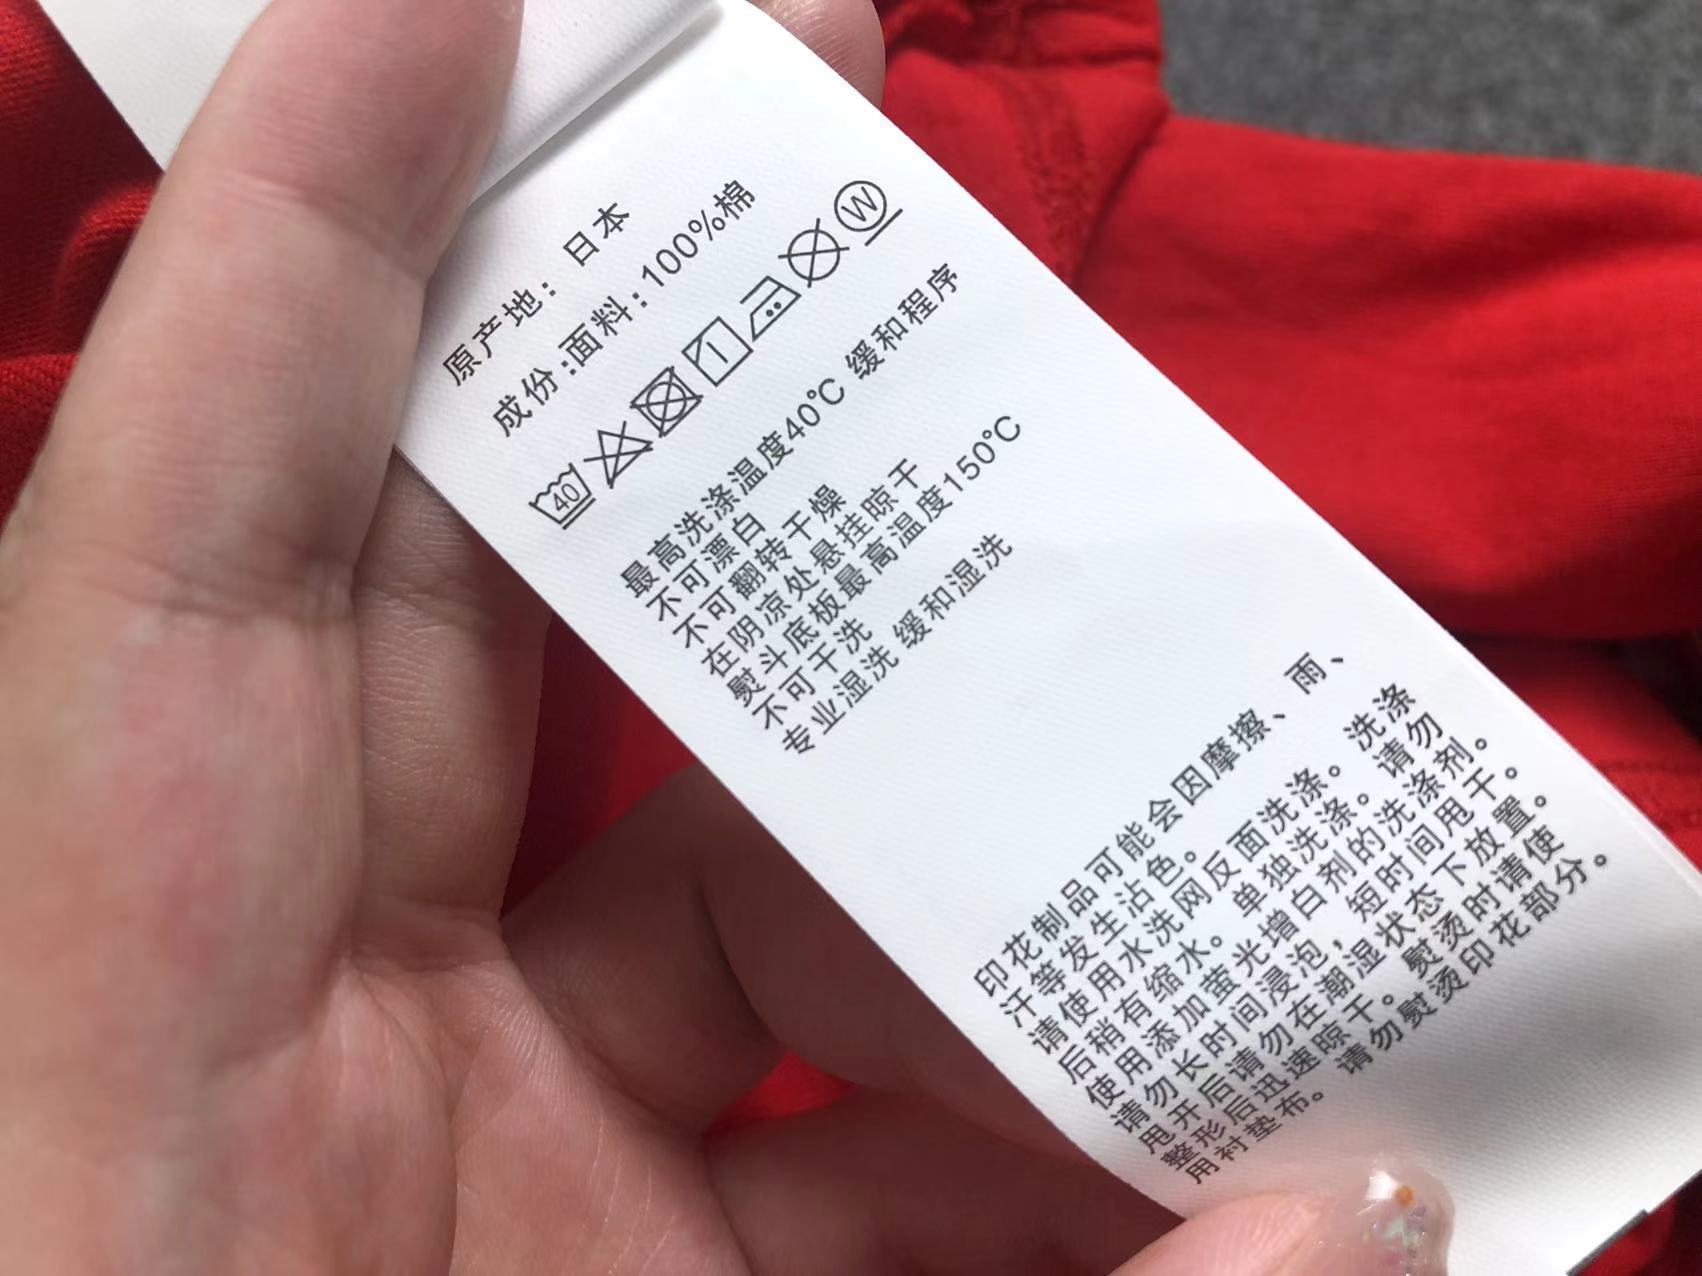 原产地：日本
成份:面料:100%棉
40 W
最高洗涤温度40℃ 缓和程序
不可漂白
不可翻转干燥
在阴凉处悬挂晾干
熨斗底板最高温度150℃
不可干洗
专业湿洗 缓和湿洗
印花制品可能会因摩擦、雨、
汗等发生沾色。
请使用水洗网反面洗涤。洗涤
后稍有缩水。单独洗涤。请勿
使用添加萤光增白剂的洗涤剂。
请勿长时间浸泡，短时间甩干。
甩开后请勿在潮湿状态下放置。
整形后迅速晾干。熨烫时请使
用衬垫布。请勿熨烫印花部分。